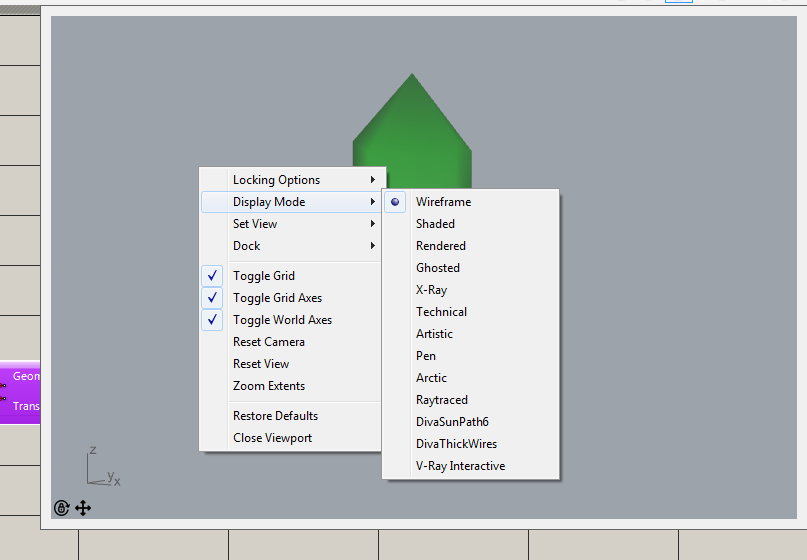 Locking Options
Display Mode
Set View
Dock
Toggle Grid
Toggle Grid Axes
Toggle World Axes
Reset Camera
Reset View
Zoom Extents
Restore Defaults
Close Viewport
Wireframe
Shaded
Rendered
Ghosted
X-Ray
Technical
Artistic
Pen
Arctic
Raytraced
DivaSunPath6
DivaThickWires
V-Ray Interactive
Geom
Trans
z
y
x